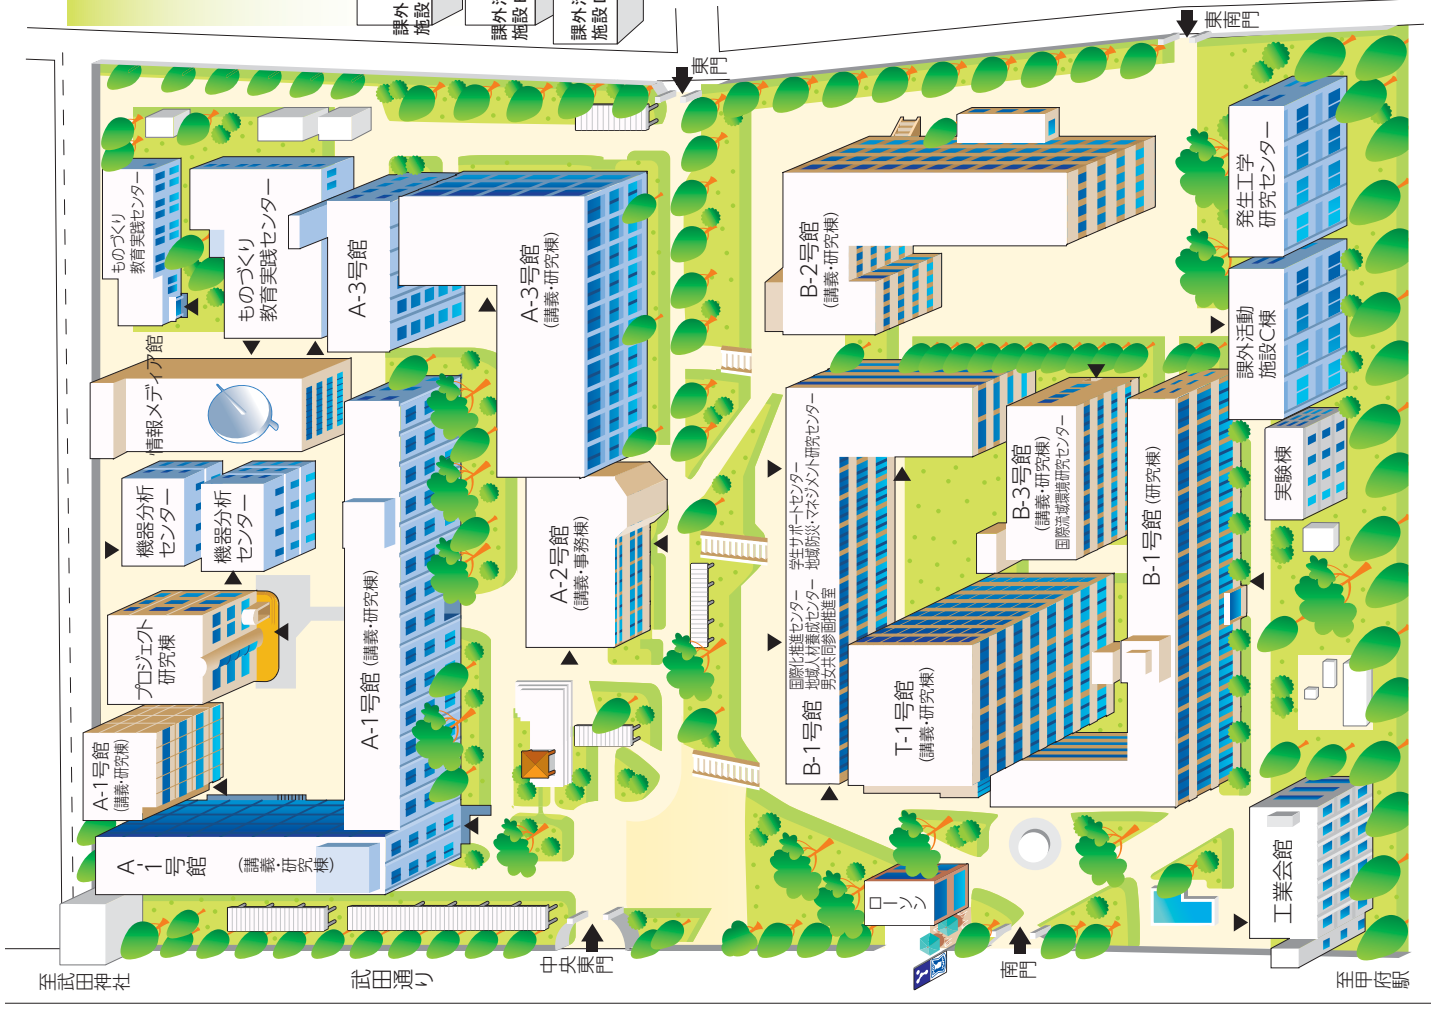 課外
施設
課外活
施設
課外
施設
東門
東南門
ものづくり
教育実践センター
ものづくり
教育実践センター
A-3号館
A-3号館
(講義・研究棟)
情報メディア館
機器分析
センター
機器分析
センター
プロジェクト
研究棟
A-1号館
(講義・研究棟)
A-1号館 (講義・研究棟)
A-1号館
(講義・研究棟)
A-2号館
(講義・事務棟)
B-2号館
(講義・研究棟)
発生工学
研究センター
課外活動
施設C棟
実験棟
B-3号館
(講義・研究棟)
国際流域環境研究センター
B-1号館 (研究棟)
学生サポートセンター
地域防災・マネジメント研究センター
国際化推進センター
地域人材養成センター
男女共同参画推進室
B-1号館
T-1号館
(講義・研究棟)
ローソン
工業会館
至武田神社
武田通り
中央東門
南門
至甲府駅